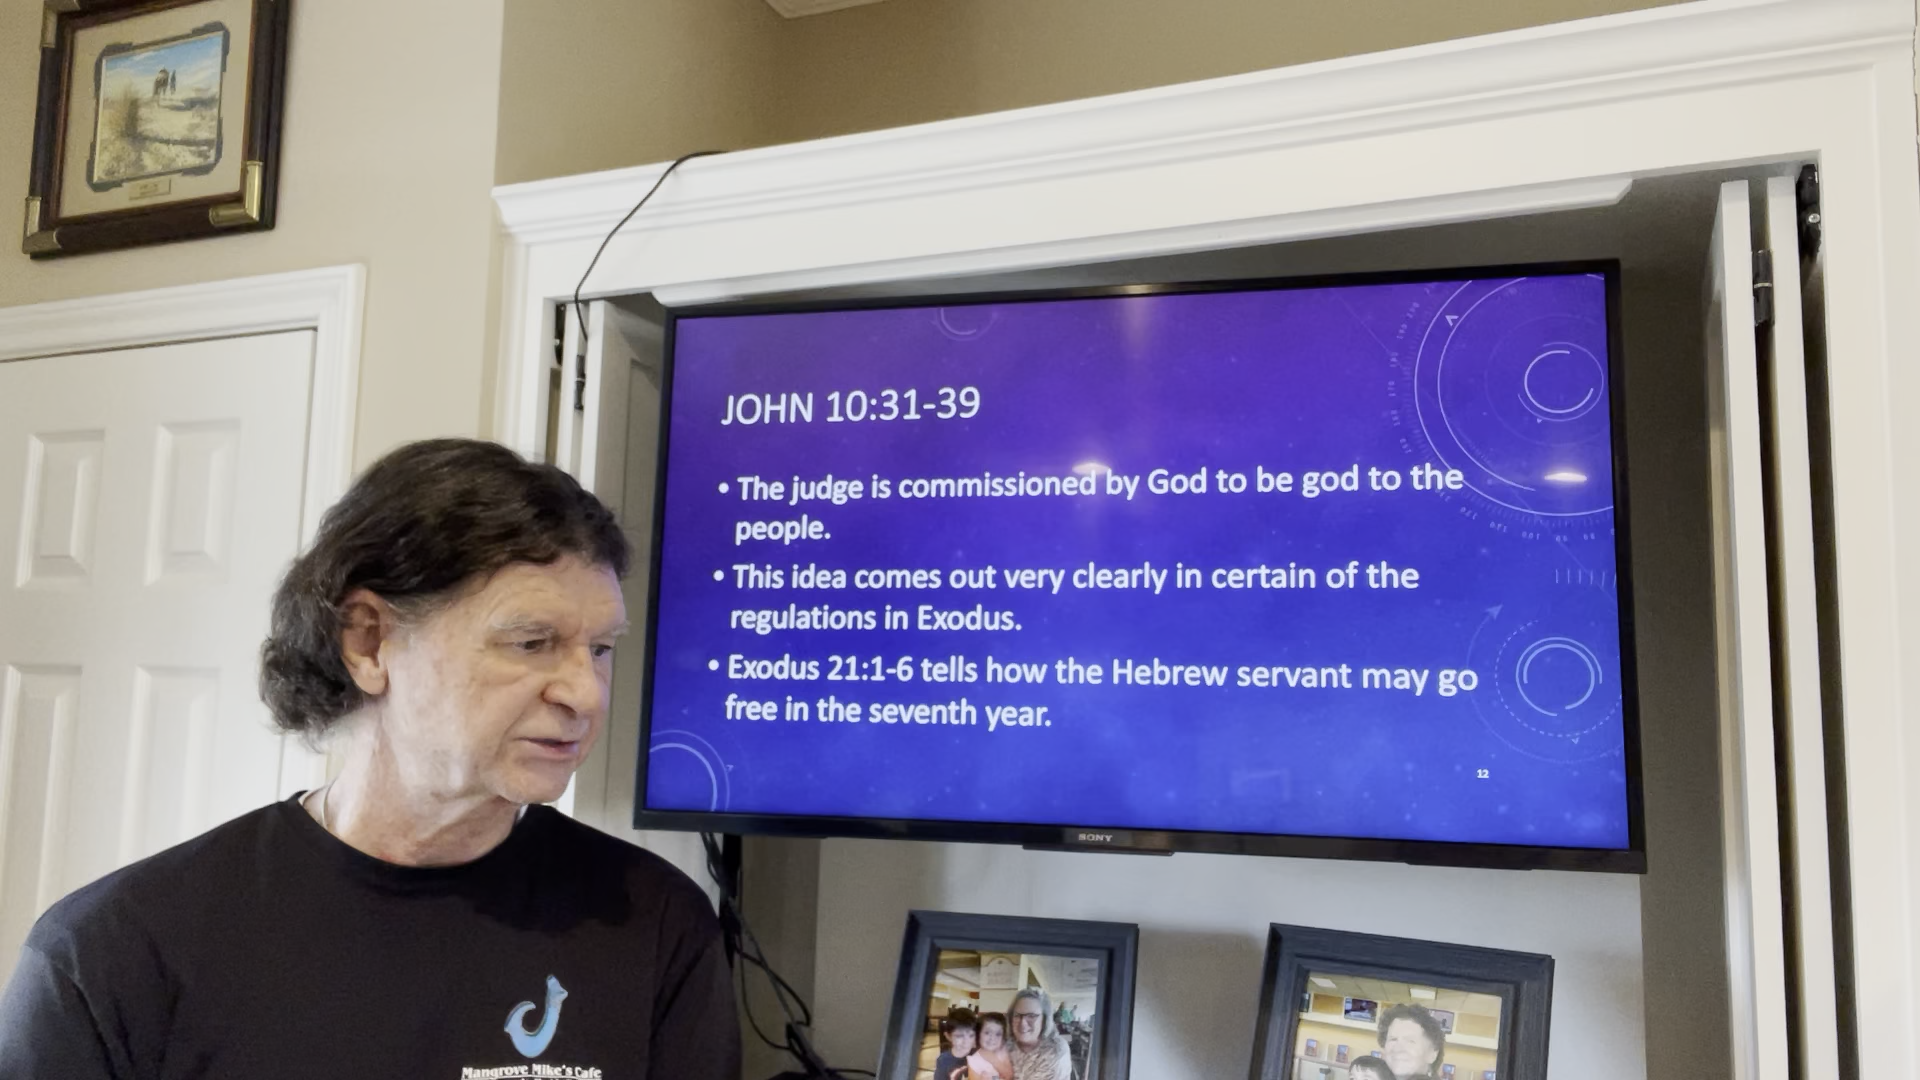 JOHN 10:31-39
• The judge is commissioned by God to be god to the
people.
• This idea comes out very clearly in certain of the
regulations in Exodus.
• Exodus 21:1-6 tells how the Hebrew servant may go
free in the seventh year.
12
SONY
Mangrove Mike's Cafe